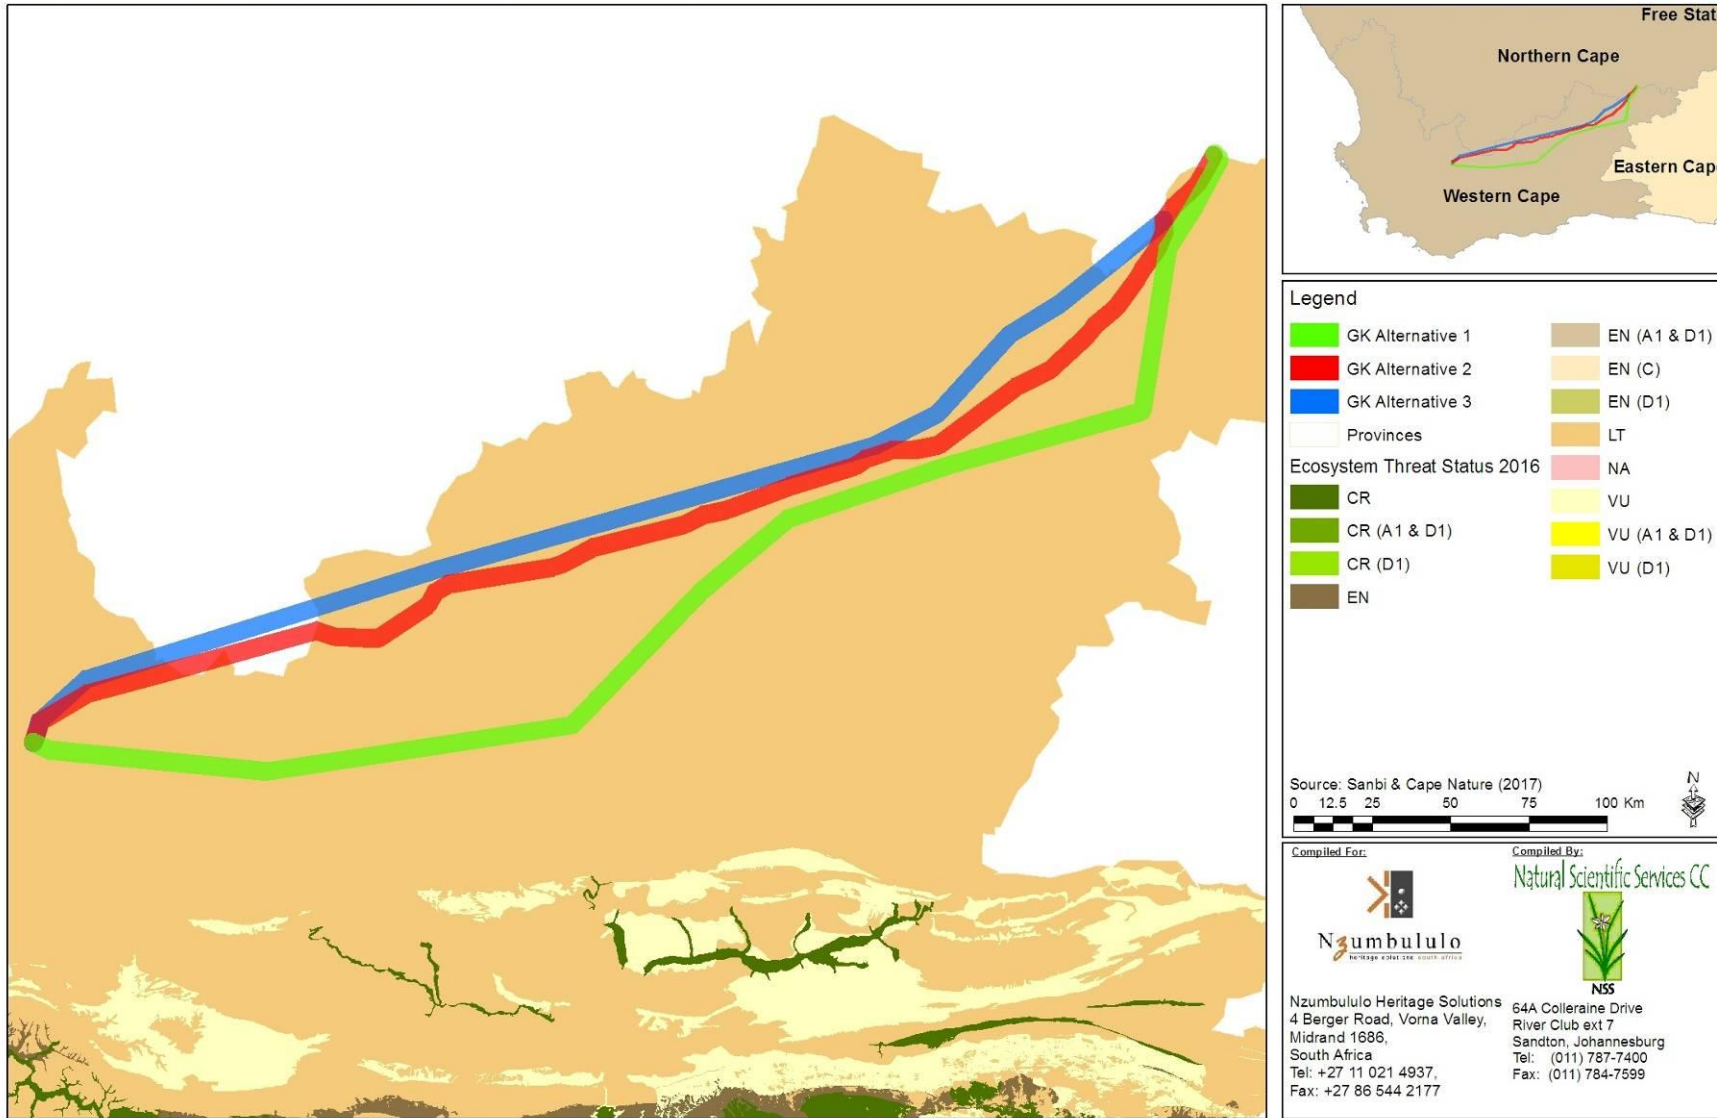 Free Stat
Northern Cape
Eastern Cape
Western Cape
Legend
GK Alternative 1
GK Alternative 2
GK Alternative 3
Provinces
Ecosystem Threat Status 2016
CR
CR (A1 & D1)
CR (D1)
EN
EN (A1 & D1)
EN (C)
EN (D1)
LT
NA
VU
VU (A1 & D1)
VU (D1)
Source: Sanbi & Cape Nature (2017)
0 12.5 25 50 75 100 Km
N
Compiled For:
Nzumbululo
heritage solutions south africa
Nzumbululo Heritage Solutions
4 Berger Road, Vorna Valley,
Midrand 1686,
South Africa
Tel: +27 11 021 4937,
Fax: +27 86 544 2177
Compiled By:
Natural Scientific Services CC
NSS
64A Colleraine Drive
River Club ext 7
Sandton, Johannesburg
Tel: (011) 787-7400
Fax: (011) 784-7599